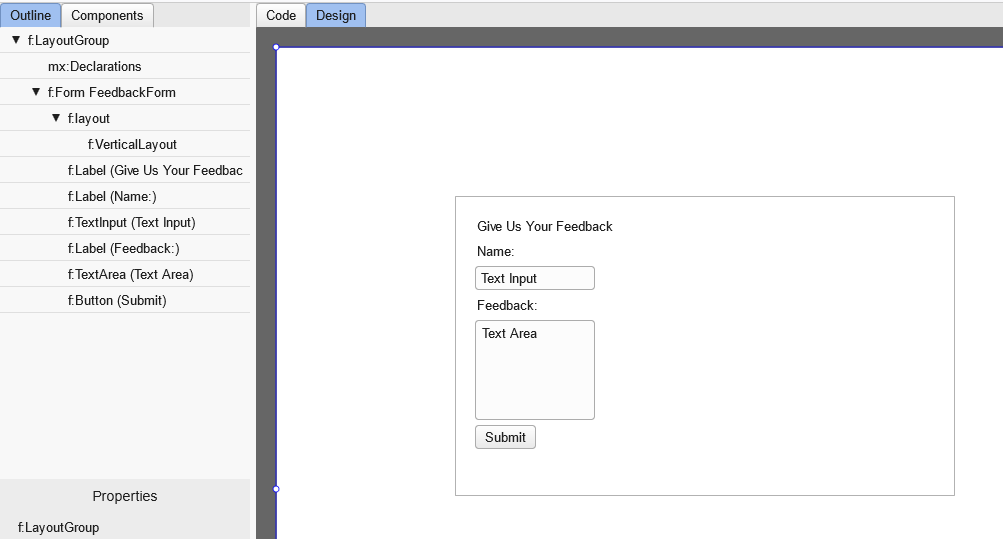 Outline Components
Code Design
f:LayoutGroup
mx:Declarations
f:Form FeedbackForm
f:layout
f:VerticalLayout
f:Label (Give Us Your Feedbac
f:Label (Name:)
f:TextInput (Text Input)
f:Label (Feedback:)
f:TextArea (Text Area)
f:Button (Submit)
Properties
f:LayoutGroup
Give Us Your Feedback
Name:
Text Input
Feedback:
Text Area
Submit